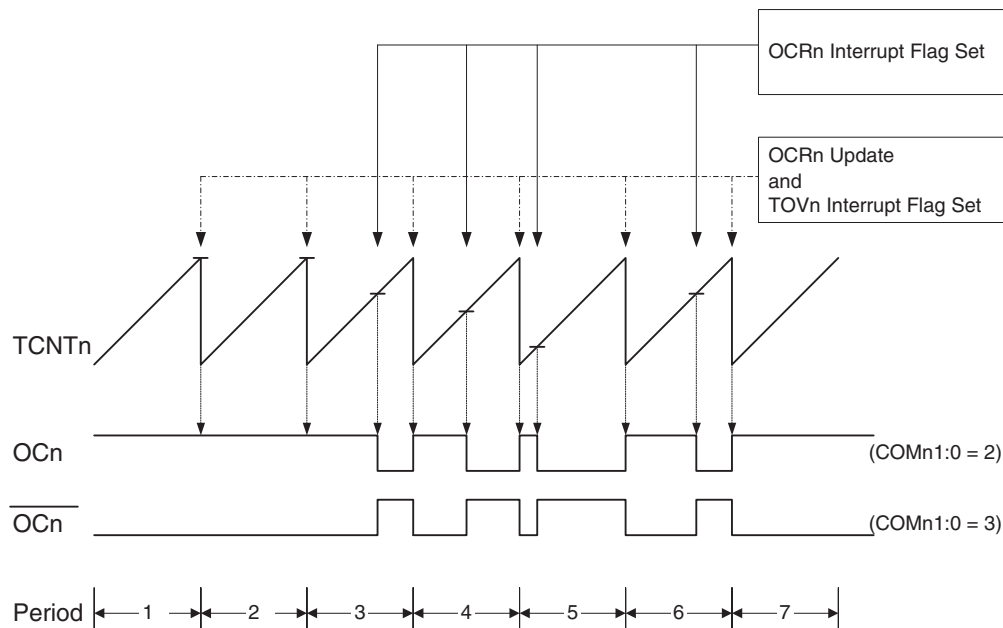 OCRn Interrupt Flag Set
OCRn Update
and
TOVn Interrupt Flag Set
TCNTn
OCn
(COMn1:0 = 2)
OCn
(COMn1:0 = 3)
Period
1 2 3 4 5 6 7